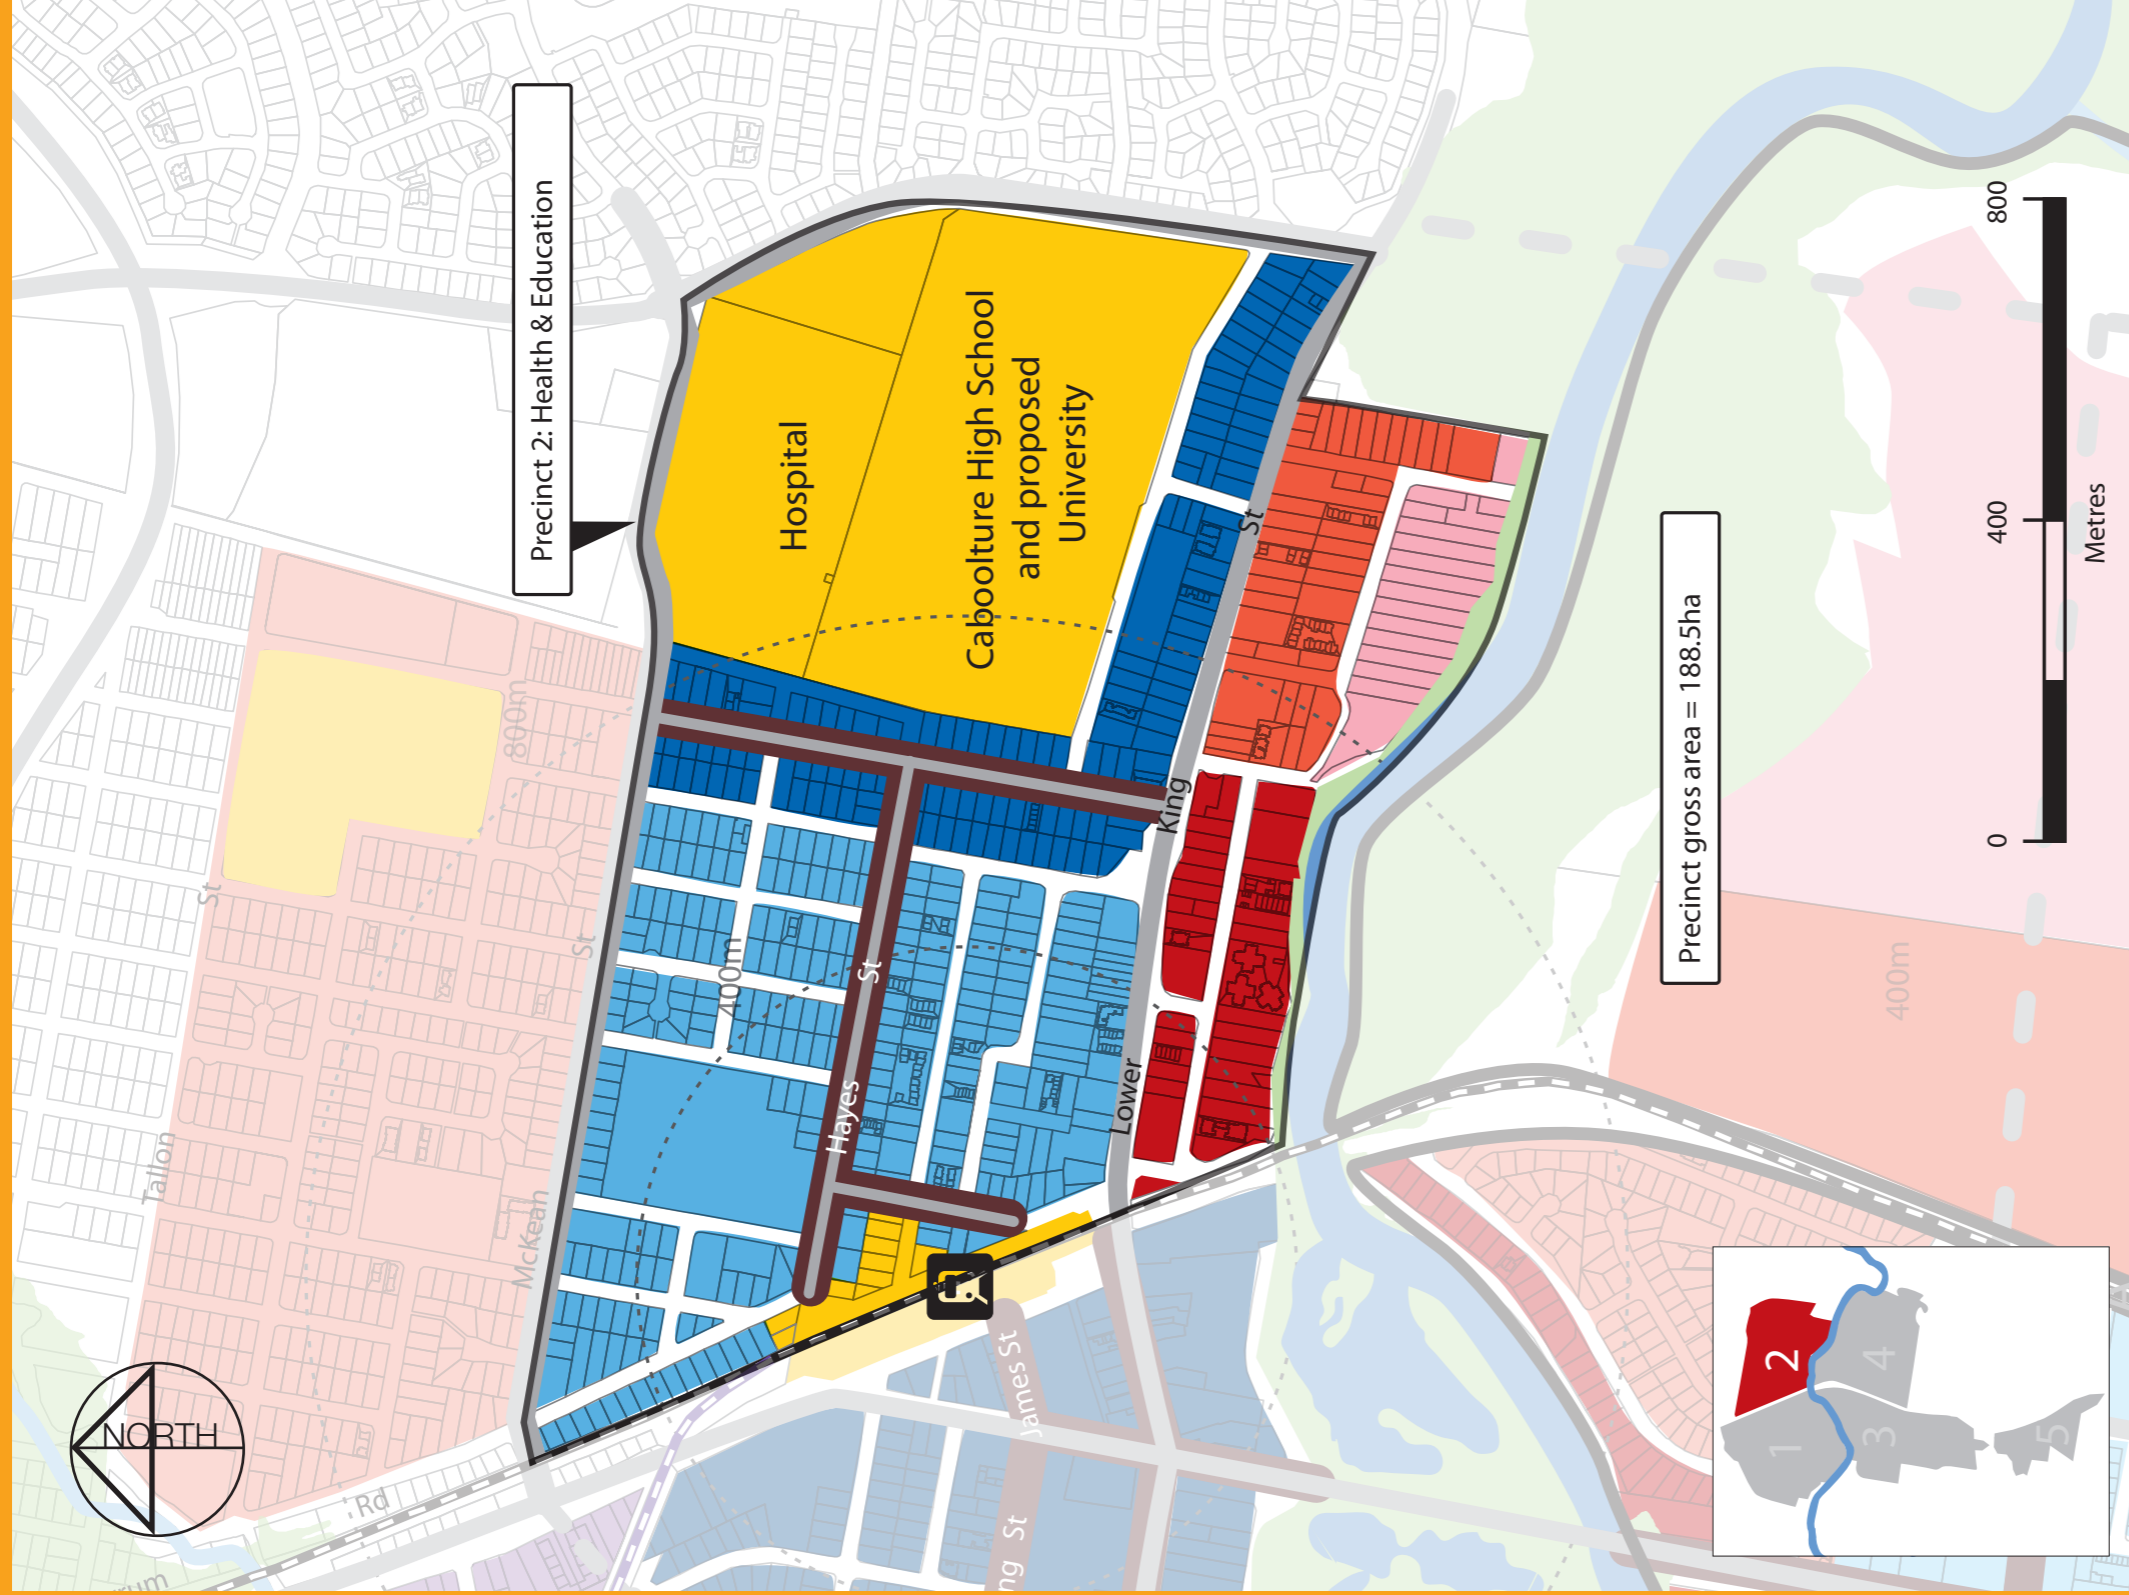 NORTH
Precinct 2: Health & Education
Hospital
Caboolture High School
and proposed
University
800m
400m
Tallon
St
McKean
St
Hayes
St
Lower
King
St
James St
St
Rd
Precinct gross area = 188.5ha
400m
0
400
800
Metres
1
2
3
4
5